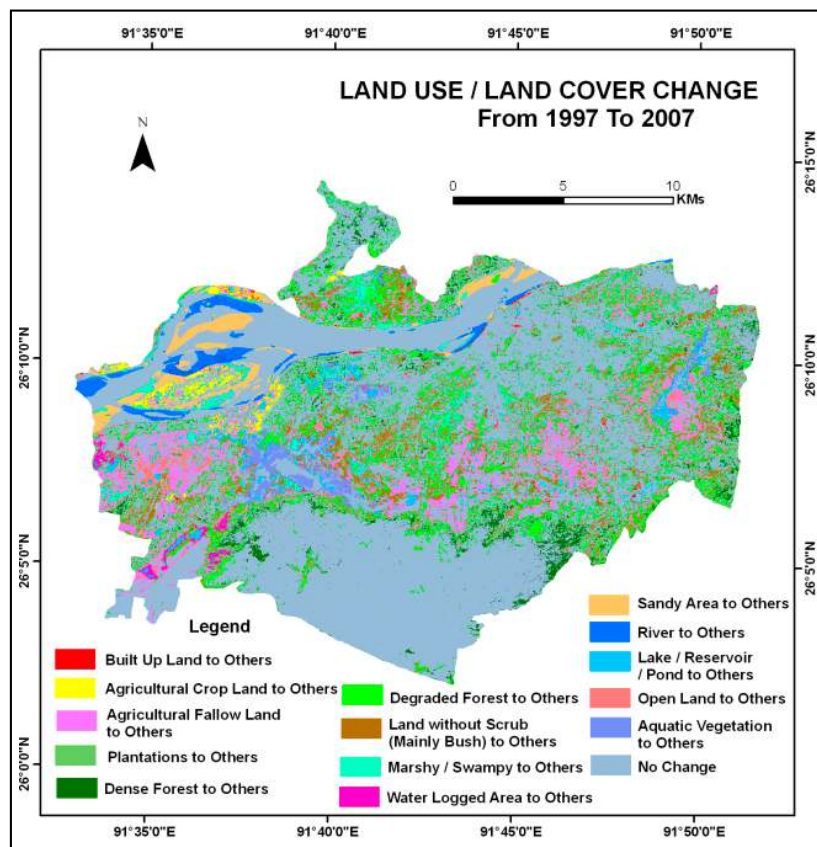 91°35'0"E 91°40'0"E 91°45'0"E 91°50'0"E
LAND USE / LAND COVER CHANGE
From 1997 To 2007
N
0 5 10
KMs
26°15'0"N
26°10'0"N 26°10'0"N
26°5'0"N 26°5'0"N
26°0'0"N 26°0'0"N
Legend
Built Up Land to Others
Agricultural Crop Land to Others
Agricultural Fallow Land
to Others
Plantations to Others
Dense Forest to Others
Degraded Forest to Others
Land without Scrub
(Mainly Bush) to Others
Marshy / Swampy to Others
Water Logged Area to Others
Sandy Area to Others
River to Others
Lake / Reservoir
/ Pond to Others
Open Land to Others
Aquatic Vegetation
to Others
No Change
91°35'0"E 91°40'0"E 91°45'0"E 91°50'0"E